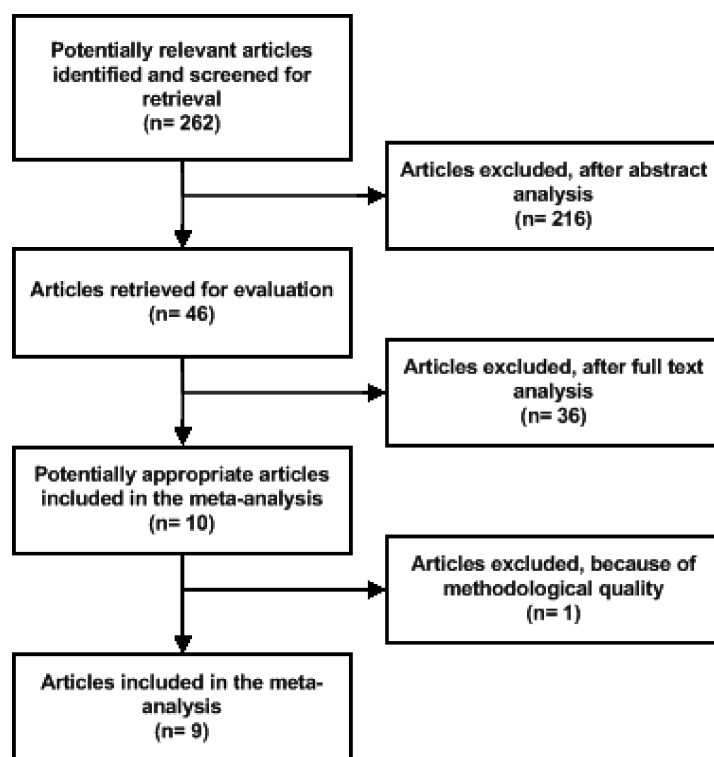 Potentially relevant articles
identified and screened for
retrieval
(n= 262)
Articles excluded, after abstract
analysis
(n= 216)
Articles retrieved for evaluation
(n= 46)
Articles excluded, after full text
analysis
(n= 36)
Potentially appropriate articles
included in the meta-analysis
(n= 10)
Articles excluded, because of
methodological quality
(n= 1)
Articles included in the meta-
analysis
(n= 9)